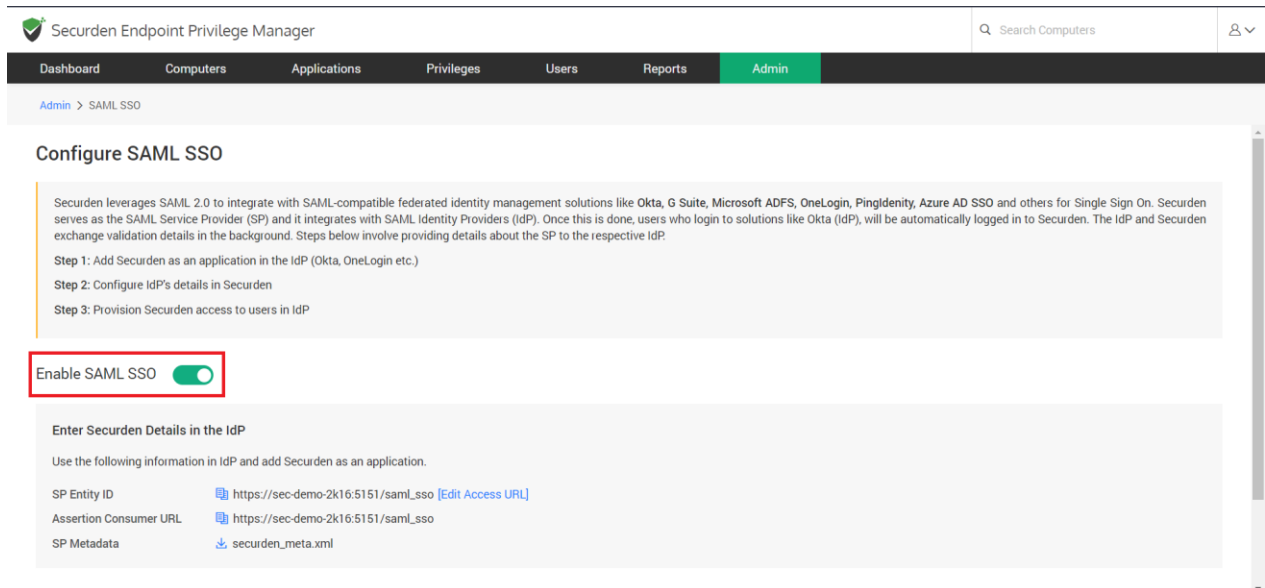 Securden Endpoint Privilege Manager
Search Computers
Dashboard Computers Applications Privileges Users Reports Admin
Admin > SAML SSO
Configure SAML SSO
Securden leverages SAML 2.0 to integrate with SAML-compatible federated identity management solutions like Okta, G Suite, Microsoft ADFS, OneLogin, PingIdenity, Azure AD SSO and others for Single Sign On. Securden
serves as the SAML Service Provider (SP) and it integrates with SAML Identity Providers (IdP). Once this is done, users who login to solutions like Okta (IdP), will be automatically logged in to Securden. The IdP and Securden
exchange validation details in the background. Steps below involve providing details about the SP to the respective IdP.
Step 1: Add Securden as an application in the IdP (Okta, OneLogin etc.)
Step 2: Configure IdP's details in Securden
Step 3: Provision Securden access to users in IdP
Enable SAML SSO
Enter Securden Details in the IdP
Use the following information in IdP and add Securden as an application.
SP Entity ID https://sec-demo-2k16:5151/saml_sso [Edit Access URL]
Assertion Consumer URL https://sec-demo-2k16:5151/saml_sso
SP Metadata securden_meta.xml